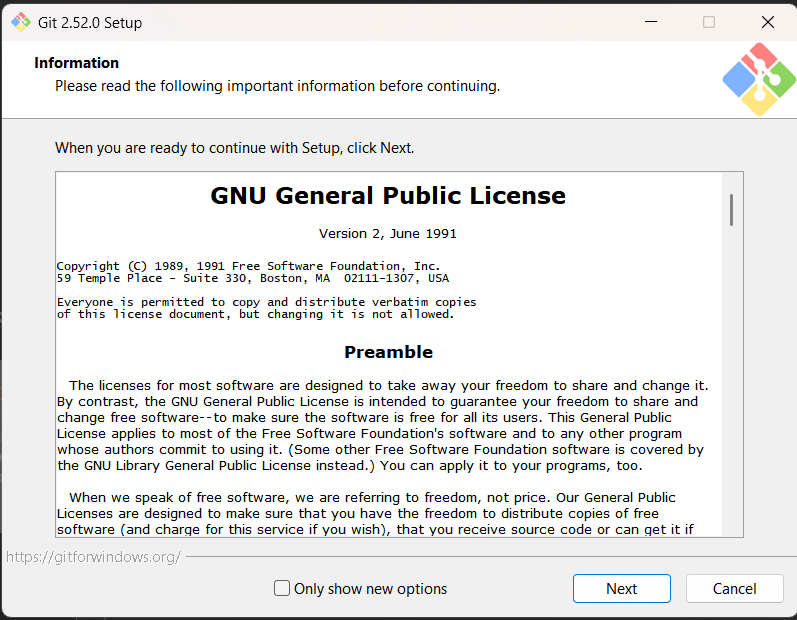 Git 2.52.0 Setup
Information
Please read the following important information before continuing.
When you are ready to continue with Setup, click Next.
GNU General Public License
Version 2, June 1991
Copyright (C) 1989, 1991 Free Software Foundation, Inc.
59 Temple Place - Suite 330, Boston, MA  02111-1307, USA
Everyone is permitted to copy and distribute verbatim copies
of this license document, but changing it is not allowed.
Preamble
The licenses for most software are designed to take away your freedom to share and change it.
By contrast, the GNU General Public License is intended to guarantee your freedom to share and
change free software--to make sure the software is free for all its users. This General Public
License applies to most of the Free Software Foundation's software and to any other program
whose authors commit to using it. (Some other Free Software Foundation software is covered by
the GNU Library General Public License instead.) You can apply it to your programs, too.
When we speak of free software, we are referring to freedom, not price. Our General Public
Licenses are designed to make sure that you have the freedom to distribute copies of free
software (and charge for this service if you wish), that you receive source code or can get it if
https://gitforwindows.org/
Only show new options
Next
Cancel